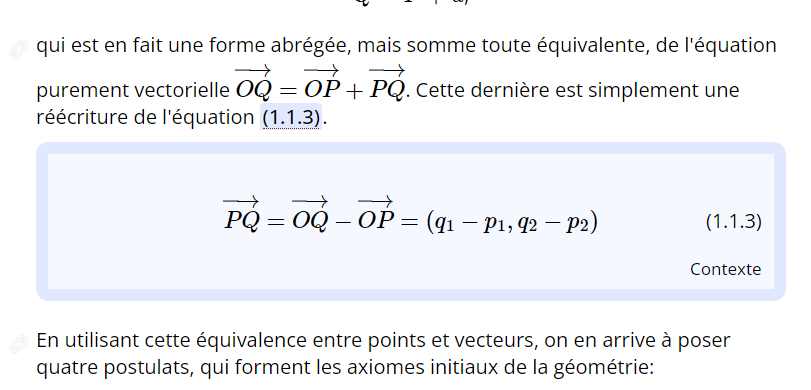 qui est en fait une forme abrégée, mais somme toute équivalente, de l'équation
purement vectorielle $\overrightarrow{OQ} = \overrightarrow{OP} + \overrightarrow{PQ}$. Cette dernière est simplement une
réécriture de l'équation (1.1.3).
$\overrightarrow{PQ} = \overrightarrow{OQ} - \overrightarrow{OP} = (q_1 - p_1, q_2 - p_2)$ (1.1.3)
Contexte
En utilisant cette équivalence entre points et vecteurs, on en arrive à poser
quatre postulats, qui forment les axiomes initiaux de la géométrie: